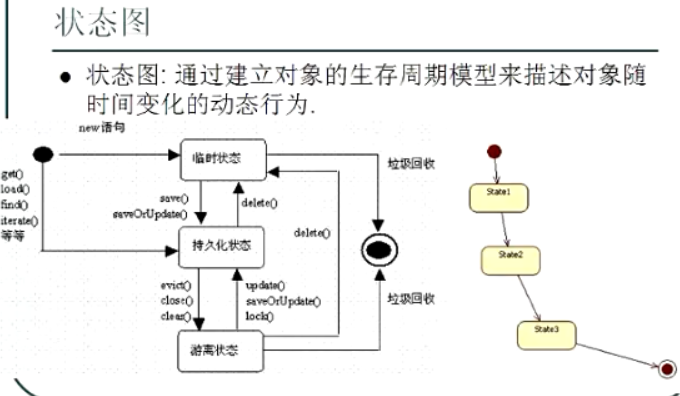 状态图
● 状态图: 通过建立对象的生存周期模型来描述对象随
时间变化的动态行为.
new语句
get()
load()
find()
iterate()
等等
临时状态
垃圾回收
save()
saveOrUpdate()
delete()
delete()
持久化状态
evict()
close()
clear()
update()
saveOrUpdate()
lock()
垃圾回收
游离状态
State1
State2
State3